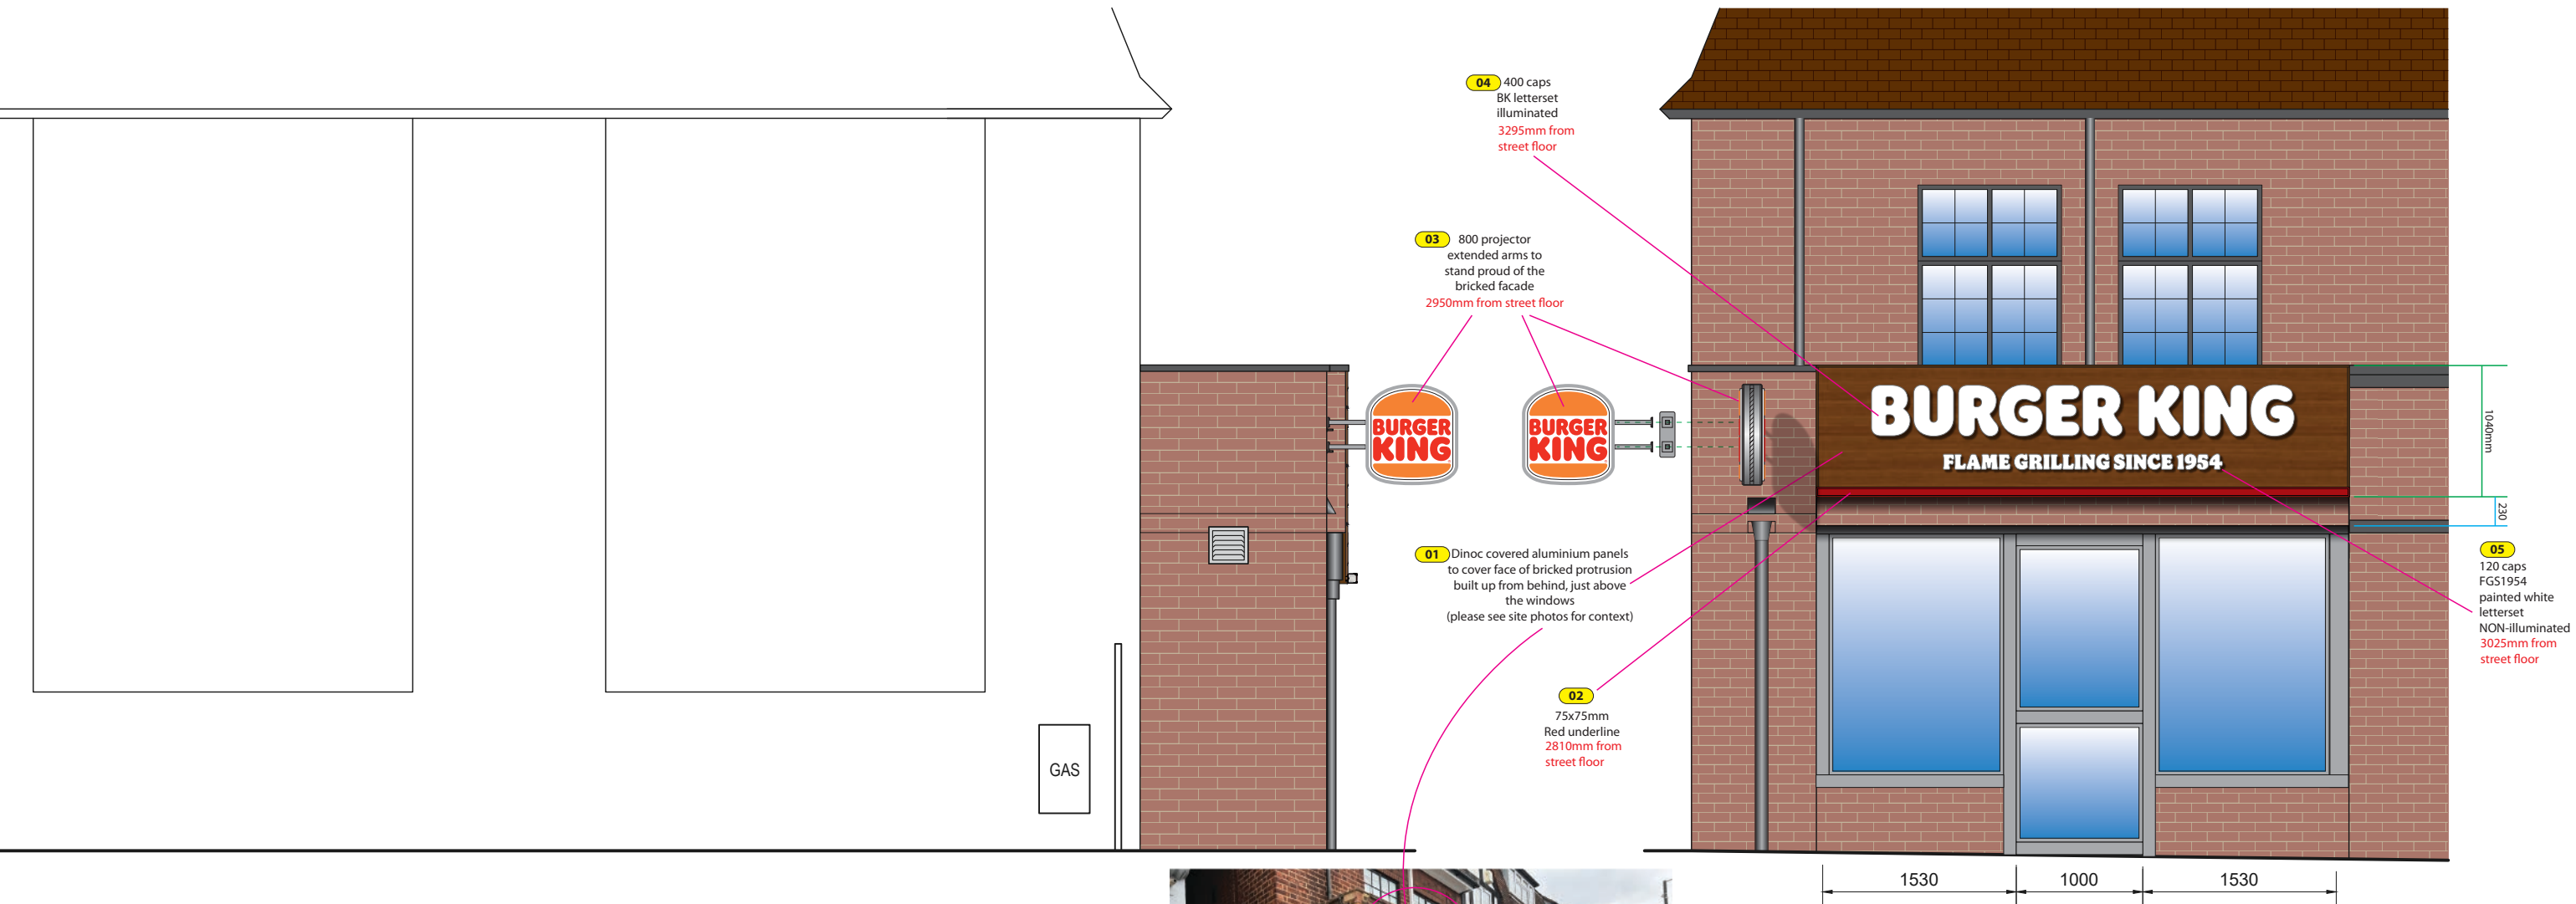 04 400 caps
BK letterset
illuminated
3295mm from
street floor
03 800 projector
extended arms to
stand proud of the
bricked facade
2950mm from street floor
BURGER
KING
BURGER
KING
BURGER KING
FLAME GRILLING SINCE 1954
1040mm
230
01 Dinoc covered aluminium panels
to cover face of bricked protrusion
built up from behind, just above
the windows
(please see site photos for context)
05
120 caps
FGS1954
painted white
letterset
NON-illuminated
3025mm from
street floor
02
75x75mm
Red underline
2810mm from
street floor
GAS
1530
1000
1530